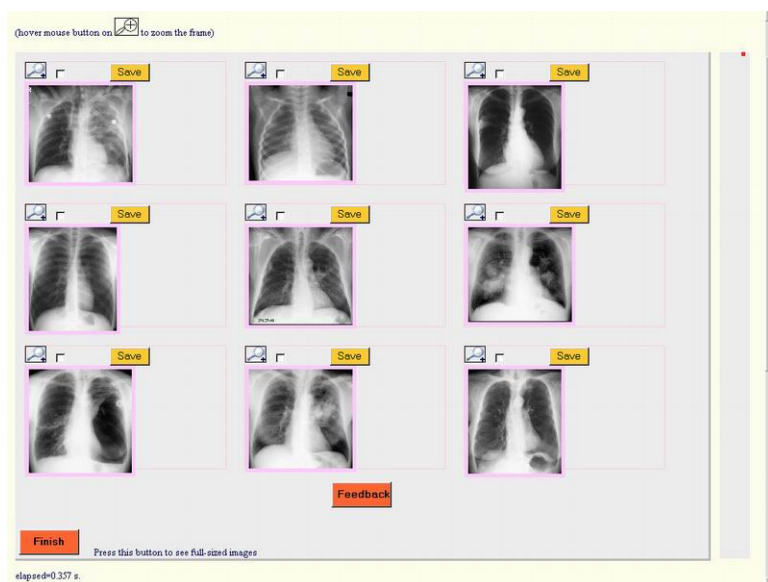 (hover mouse button on to zoom the frame)
Save Save Save
Save Save Save
Save Save Save
Feedback
Finish
Press this button to see full-sized images
elapsed=0.357 s.